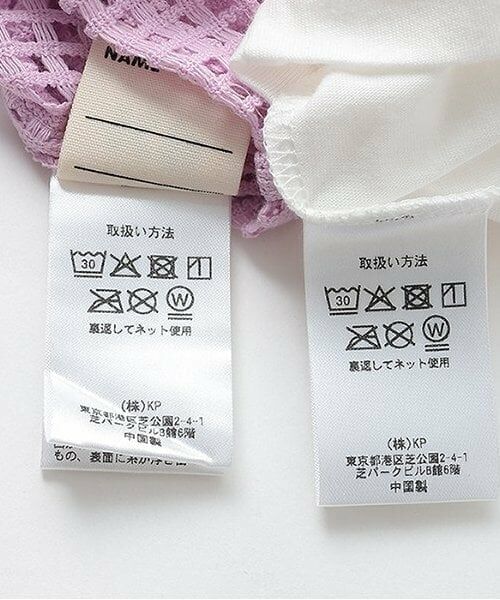 NAME
取扱い方法
30
W
裏返してネット使用
(株)KP
東京都港区芝公園2-4-1
芝パークビルB館6階
中国製
もの、表面に
取扱い方法
30
W
裏返してネット使用
(株)KP
東京都港区芝公園2-4-1
芝パークビルB館6階
中国製